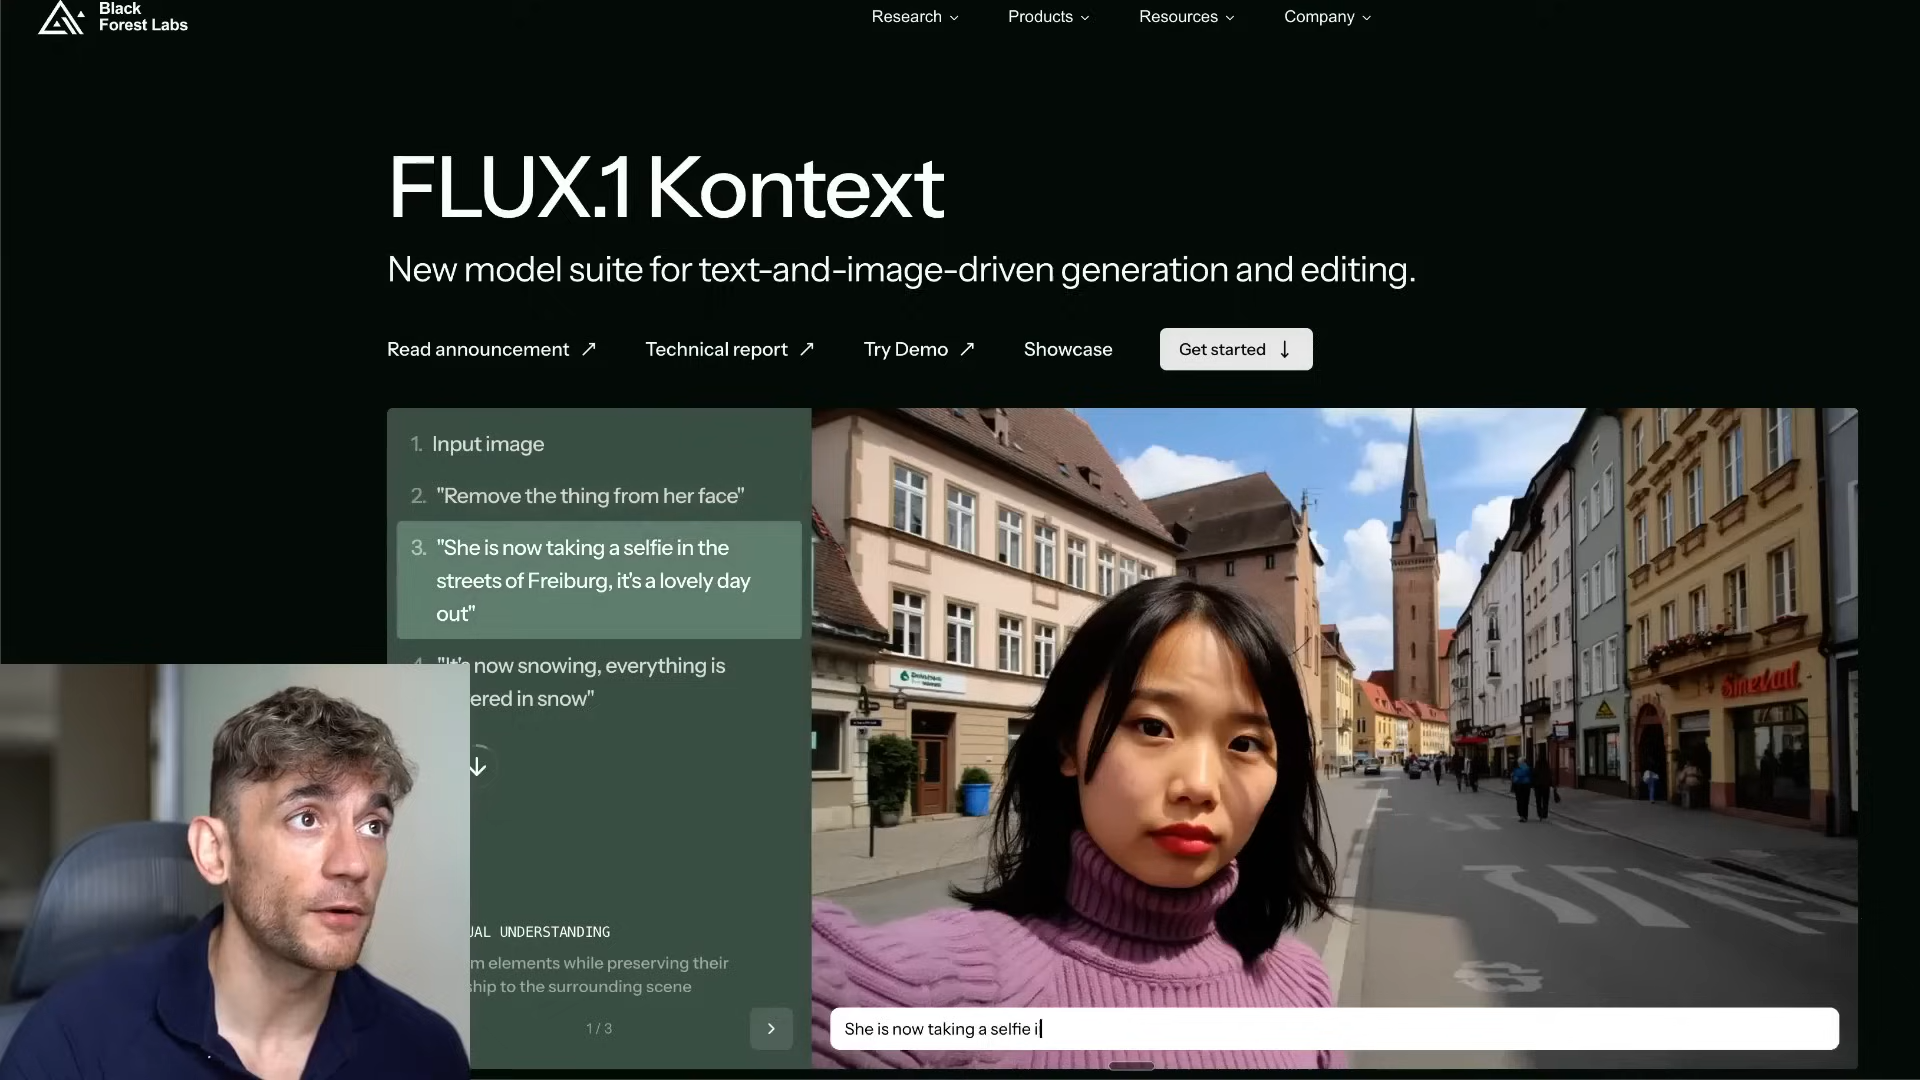 Black
Forest Labs
Research
Products
Resources
Company
FLUX.1 Kontext
New model suite for text-and-image-driven generation and editing.
Read announcement ↗
Technical report ↗
Try Demo ↗
Showcase
Get started ↓
1. Input image
2. "Remove the thing from her face"
3. "She is now taking a selfie in the
streets of Freiburg, it's a lovely day
out"
4. "It's now snowing, everything is
ered in snow"
UAL UNDERSTANDING
m elements while preserving their
ship to the surrounding scene
1 / 3
She is now taking a selfie i